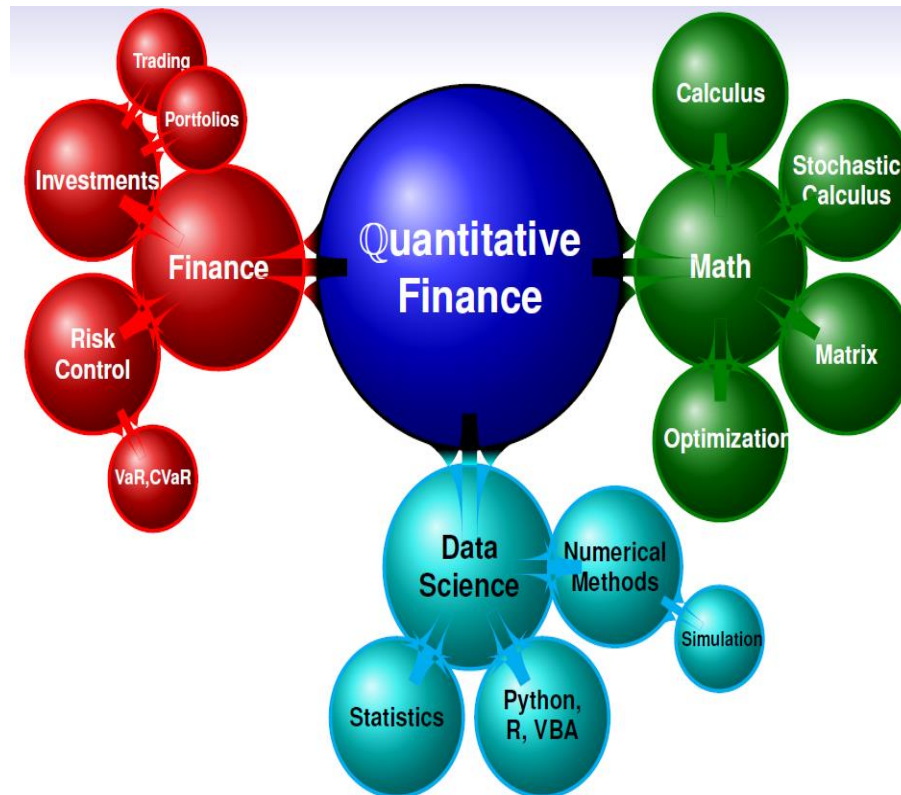 Trading
Portfolios
Investments
Finance
Risk
Control
VaR,CVaR
ℚuantitative
Finance
Calculus
Stochastic
Calculus
Math
Matrix
Optimization
Data
Science
Numerical
Methods
Simulation
Statistics
Python,
R, VBA